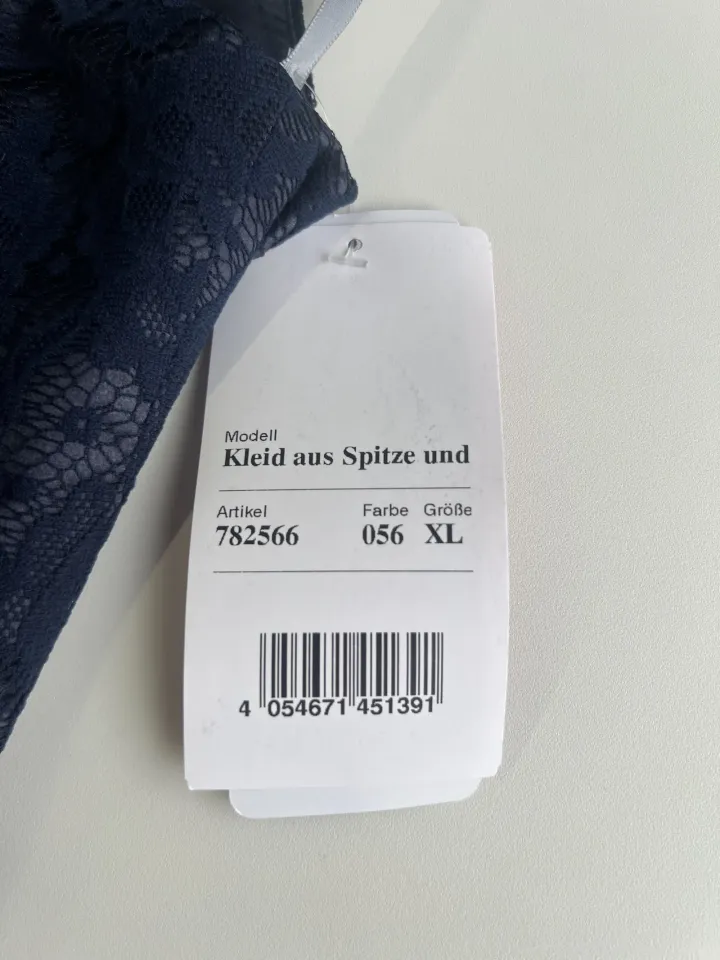 Modell
Kleid aus Spitze und
Artikel Farbe Größe
782566 056 XL
4 054671 451391